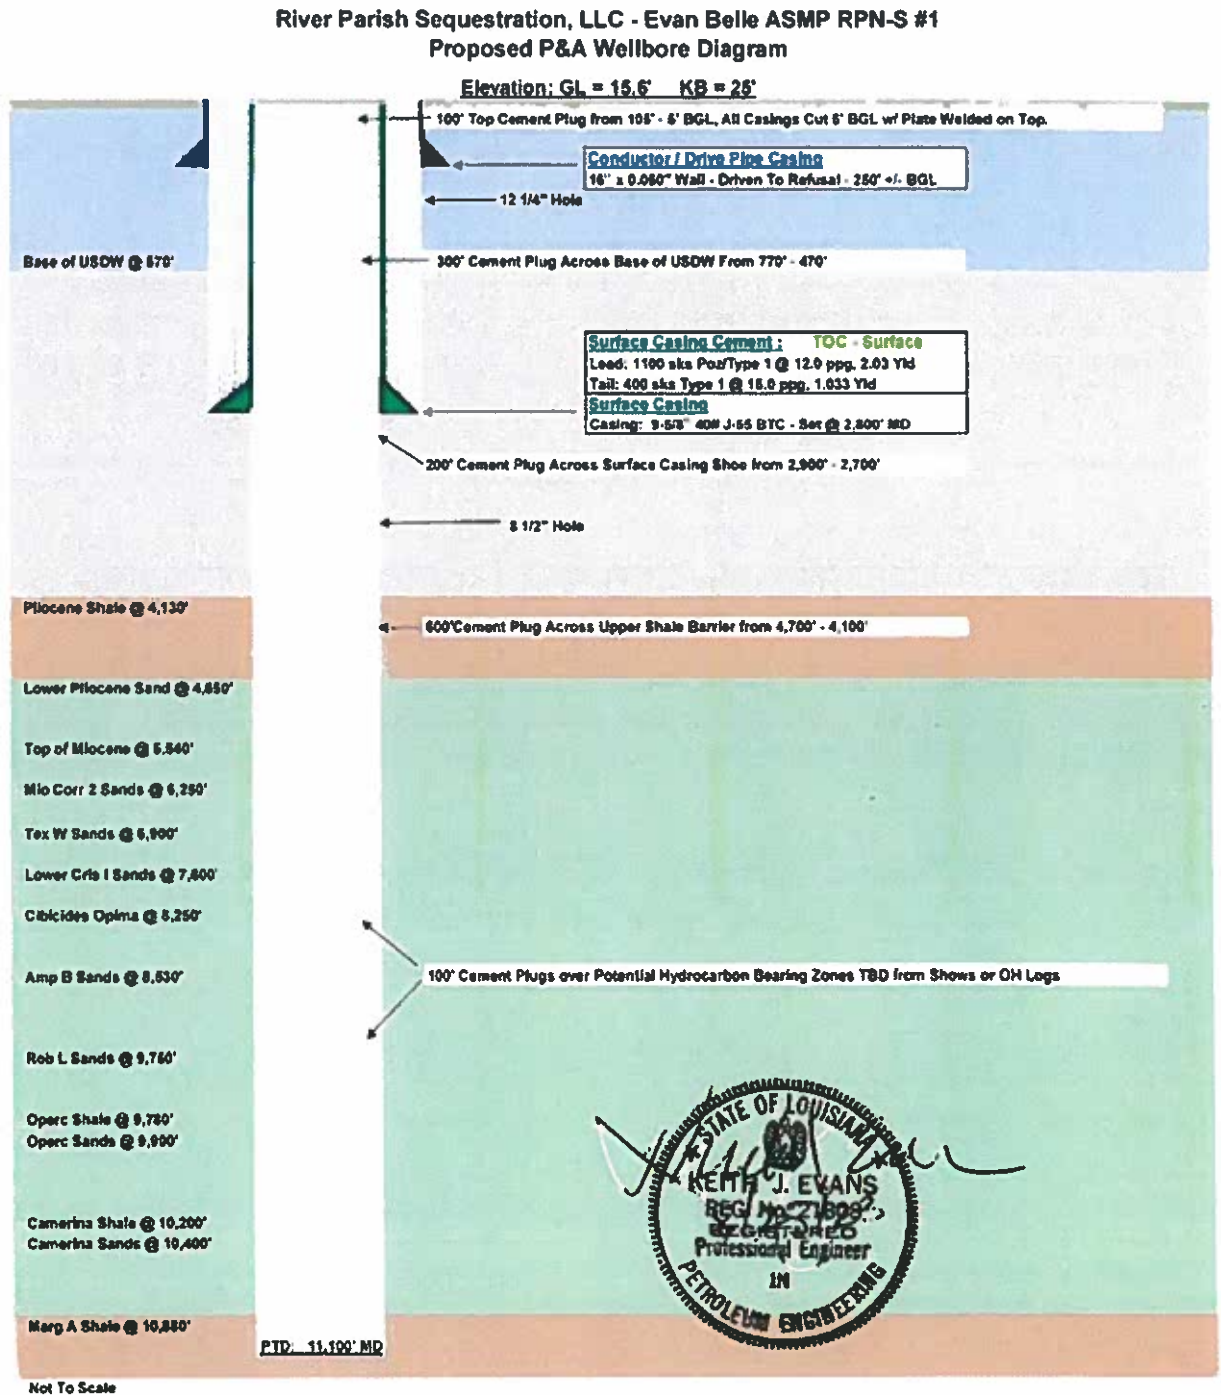 River Parish Sequestration, LLC - Evan Belle ASMP RPN-S #1
Proposed P&A Wellbore Diagram
Elevation: GL = 15.6' KB = 25'
100' Top Cement Plug from 105' - 5' BGL, All Casings Cut 5' BGL w/ Plate Welded on Top.
Conductor / Drive Pipe Casing
16" x 0.050" Wall - Driven To Refusal - 250' +/- BGL
12 1/4" Hole
Base of USDW @ 570'
300' Cement Plug Across Base of USDW From 770' - 470'
Surface Casing Cement : TOC - Surface
Lead: 1100 sks Poz/Type 1 @ 12.0 ppg, 2.03 Yld
Tail: 400 sks Type 1 @ 15.0 ppg, 1.033 Yld
Surface Casing
Casing: 9-5/8" 40# J-55 BTC - Set @ 2,800' MD
200' Cement Plug Across Surface Casing Shoe from 2,900' - 2,700'
8 1/2" Hole
Pliocene Shale @ 4,130'
600'Cement Plug Across Upper Shale Barrier from 4,700' - 4,100'
Lower Pliocene Sand @ 4,650'
Top of Miocene @ 5,540'
Mio Corr 2 Sands @ 6,250'
Tex W Sands @ 6,900'
Lower Cris I Sands @ 7,600'
Cibicides Opima @ 8,250'
100' Cement Plugs over Potential Hydrocarbon Bearing Zones TBD from Shows or OH Logs
Amp B Sands @ 8,530'
Rob L Sands @ 9,750'
Operc Shale @ 9,780'
Operc Sands @ 9,900'
STATE OF LOUISIANA
KEITH J. EVANS
REG. No. 21808
REGISTERED
Professional Engineer
IN
PETROLEUM ENGINEERING
Camerina Shale @ 10,200'
Camerina Sands @ 10,400'
Marg A Shale @ 10,880'
PTD: 11,100' MD
Not To Scale